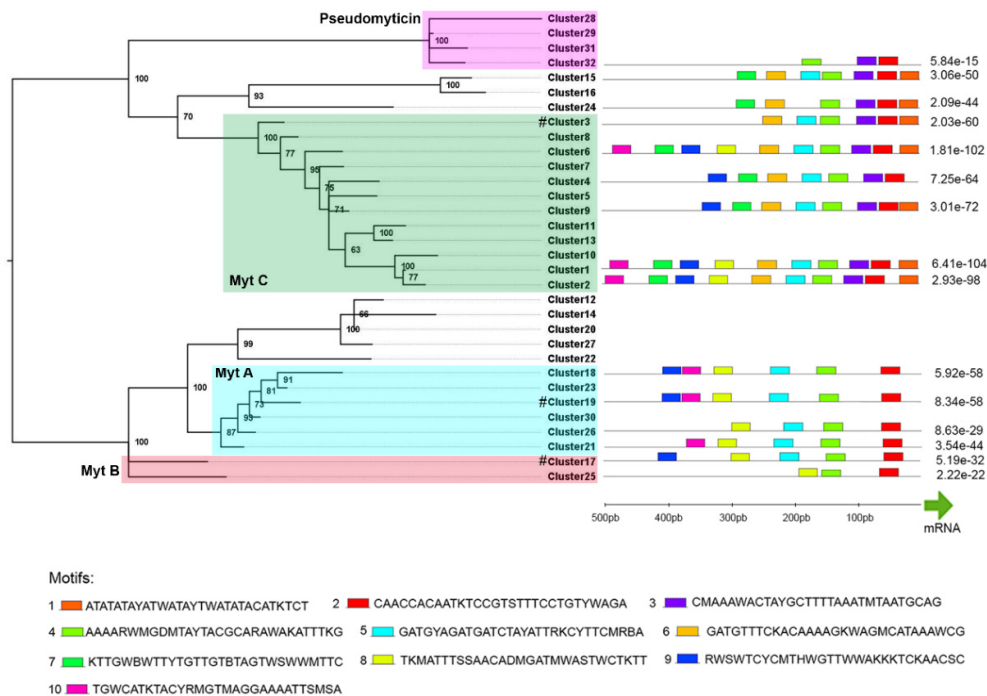 Pseudomyticin
Cluster28
Cluster29
100
Cluster31
Cluster32 5.84e-15
100
Cluster15 3.06e-50
100
Cluster16
93
Cluster24 2.09e-44
70
#Cluster3 2.03e-60
100
Cluster8
77
Cluster6 1.81e-102
95
Cluster7
75
Cluster4 7.25e-64
Cluster5
71
Cluster9 3.01e-72
Cluster11
100
Cluster13
63
Cluster10
100
Cluster1 6.41e-104
77
Cluster2 2.93e-98
Myt C
Cluster12
66
Cluster14
100
Cluster20
99
Cluster27
Cluster22
Myt A
Cluster18 5.92e-58
91
100
Cluster23
81
#Cluster19 8.34e-58
73
Cluster30
93
Cluster26 8.63e-29
87
Cluster21 3.54e-44
100
#Cluster17 5.19e-32
Myt B
Cluster25 2.22e-22
500pb 400pb 300pb 200pb 100pb
mRNA
Motifs:
1 ATATATAYATWATAYTWATATACATKTCT 2 CAACCACAATKTCCGTSTTTCCTGTYWAGA 3 CMAAAWACTAYGCTTTTAAATMTAATGCAG
4 AAAARWMGDMTAYTACGCARAWAKATTTKG 5 GATGYAGATGATCTAYATTRKCYTTCMRBA 6 GATGTTTCKACAAAAGKWAGMCATAAAWCG
7 KTTGWBWTTYTGTTGTBTAGTWSWWMTTC 8 TKMATTTSSAACADMGATMWASTWCTKTT 9 RWSWTCYCMTHWGTTWWAKKKTCKAACSC
10 TGWCATKTACYRMGTMAGGAAAATTSMSA